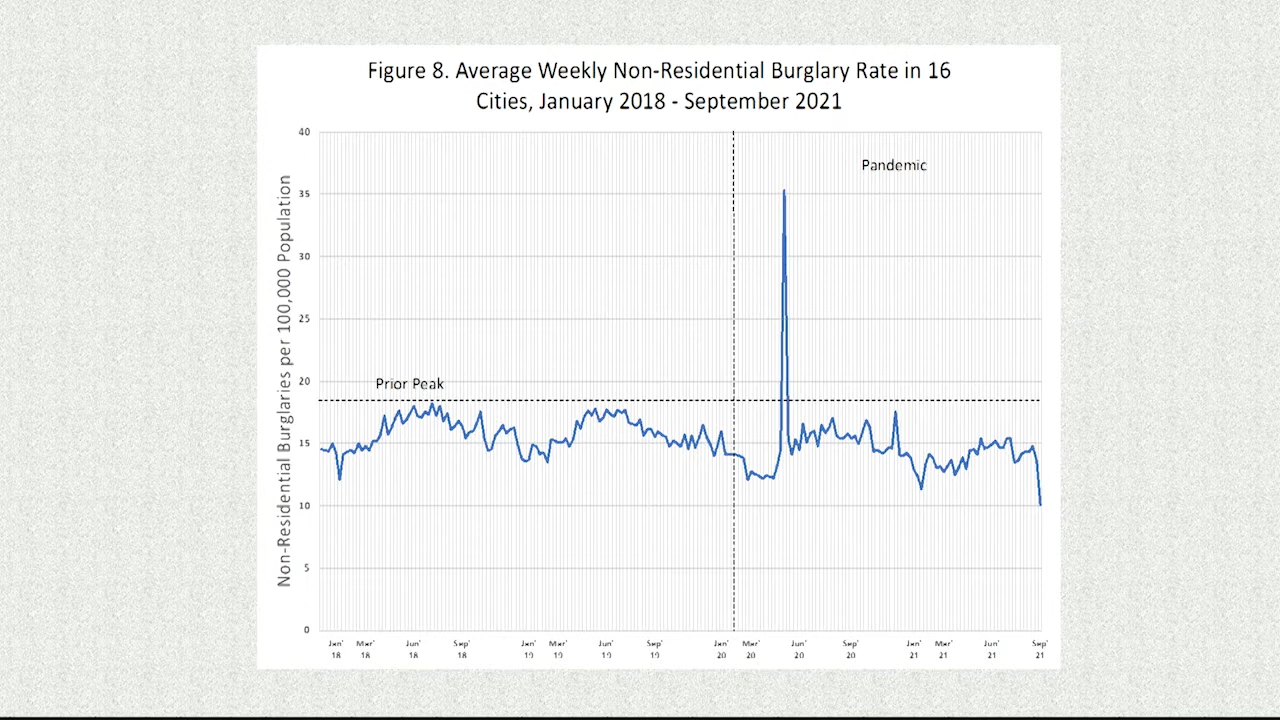 Figure 8. Average Weekly Non-Residential Burglary Rate in 16
Cities, January 2018 - September 2021
Non-Residential Burglaries per 100,000 Population
40
35
30
25
20
15
10
5
0
Pandemic
Prior Peak
Jan' Mar' Jun' Sep' Jan' Mar' Jun' Sep' Jan' Mar' Jun' Sep' Jan' Mar' Jun' Sep'
18 18 18 18 19 19 19 19 20 20 20 20 21 21 21 21